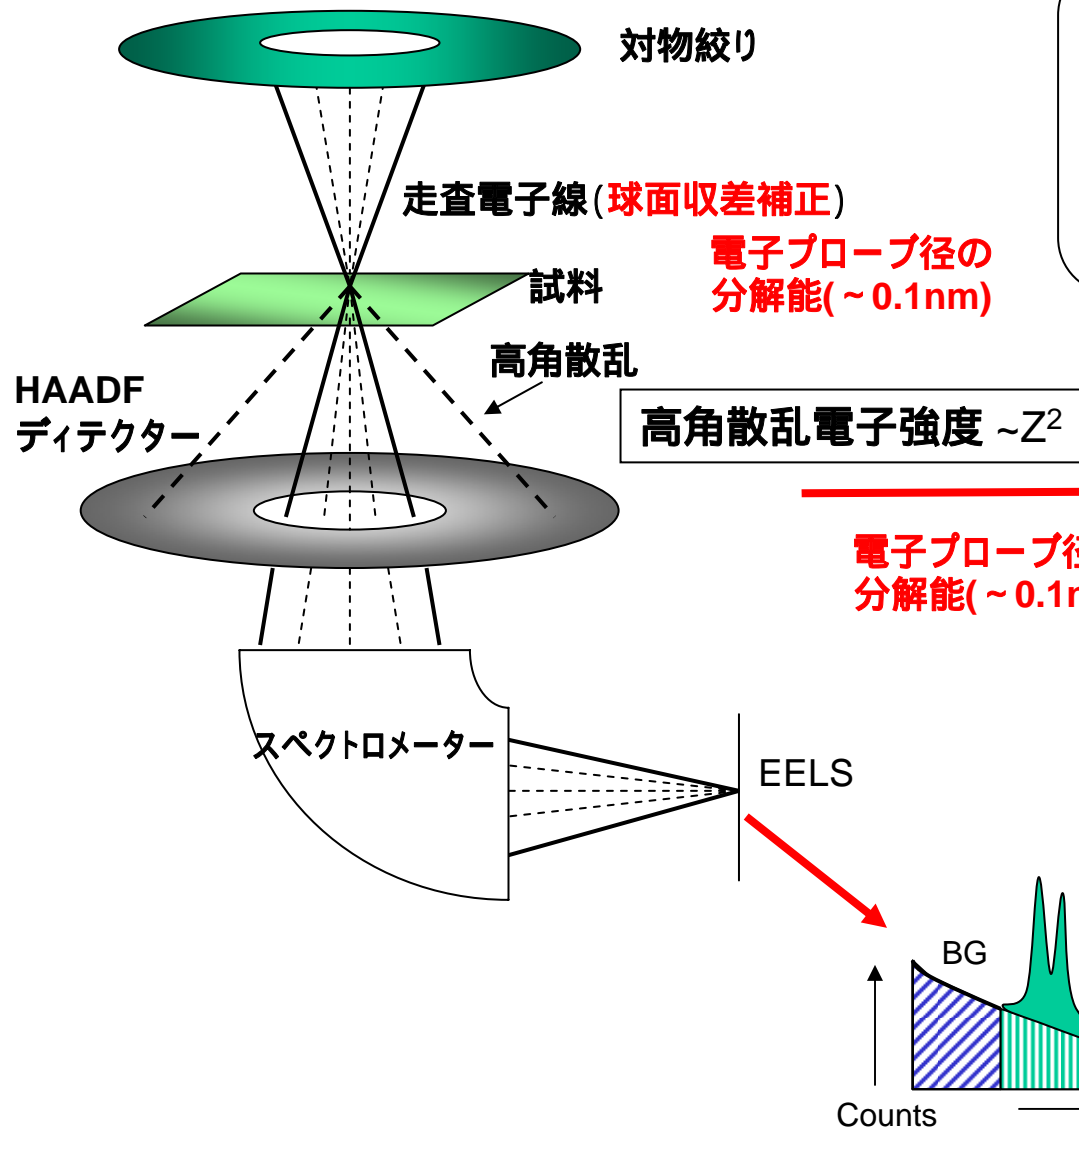 対物絞り
走査電子線(球面収差補正)
電子プローブ径の
分解能(~0.1nm)
試料
高角散乱
HAADF
ディテクター
高角散乱電子強度 ~Z²
電子プローブ
分解能(~0.1
スペクトロメーター
EELS
BG
Counts